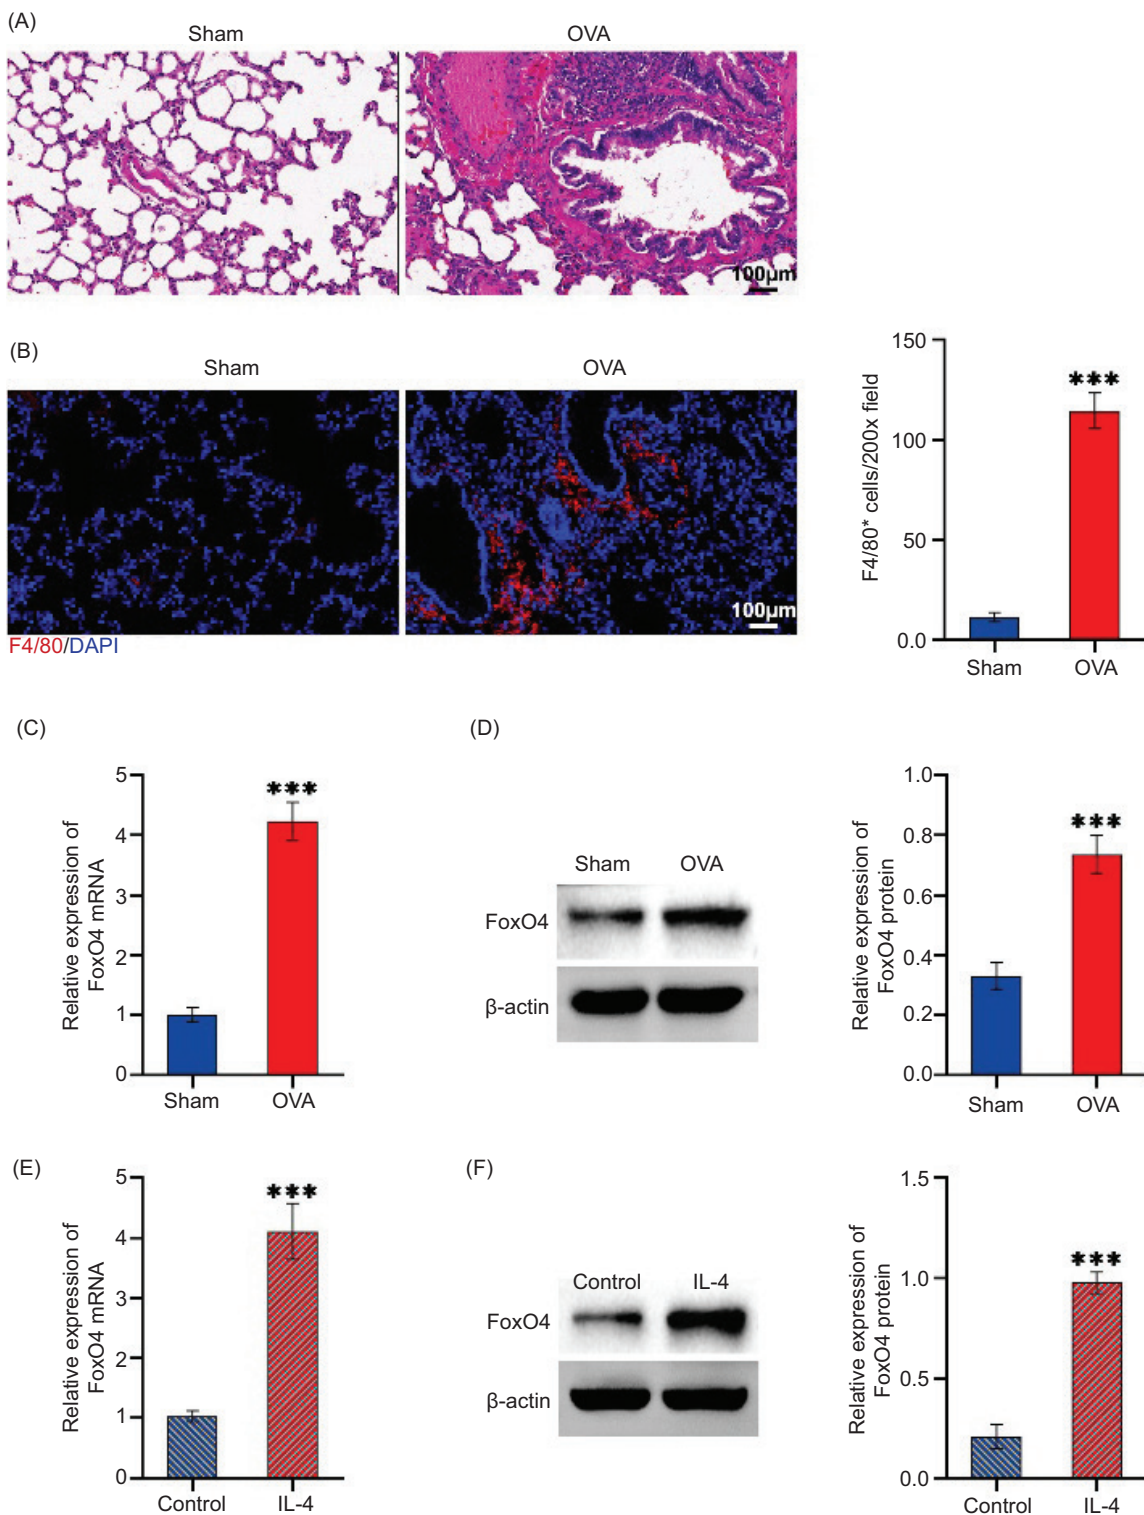 (A)
Sham OVA
100µm
(B)
Sham OVA
100µm
F4/80/DAPI
F4/80* cells/200x field
150
100
50
0.0
***
Sham OVA
(C)
Relative expression of
FoxO4 mRNA
5
4
3
2
1
0
***
Sham OVA
(D)
Sham OVA
FoxO4
β-actin
Relative expression of
FoxO4 protein
1.0
0.8
0.6
0.4
0.2
0.0
***
Sham OVA
(E)
Relative expression of
FoxO4 mRNA
5
4
3
2
1
0
***
Control IL-4
(F)
Control IL-4
FoxO4
β-actin
Relative expression of
FoxO4 protein
1.5
1.0
0.5
0.0
***
Control IL-4